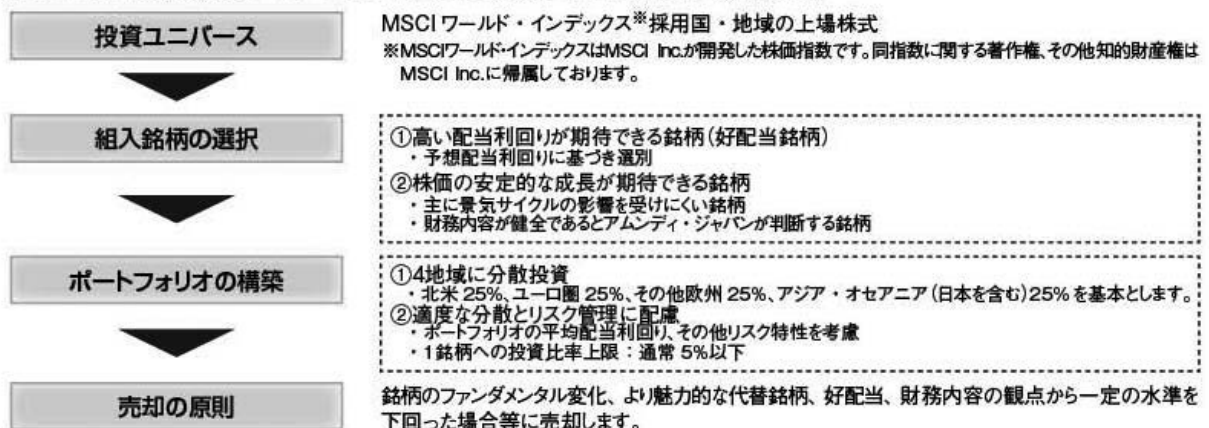 投資ユニバース
MSCI ワールド・インデックス※採用国・地域の上場株式
※MSCIワールド・インデックスはMSCI Inc.が開発した株価指数です。同指数に関する著作権、その他知的財産権は
MSCI Inc.に帰属しております。
組入銘柄の選択
①高い配当利回りが期待できる銘柄(好配当銘柄)
・予想配当利回りに基づき選別
②株価の安定的な成長が期待できる銘柄
・主に景気サイクルの影響を受けにくい銘柄
・財務内容が健全であるとアムンディ・ジャパンが判断する銘柄
ポートフォリオの構築
①4地域に分散投資
・北米 25%、ユーロ圏 25%、その他欧州 25%、アジア・オセアニア(日本を含む)25% を基本とします。
②適度な分散とリスク管理に配慮
・ポートフォリオの平均配当利回り、その他リスク特性を考慮
・1銘柄への投資比率上限:通常 5%以下
売却の原則
銘柄のファンダメンタル変化、より魅力的な代替銘柄、好配当、財務内容の観点から一定の水準を
下回った場合等に売却します。